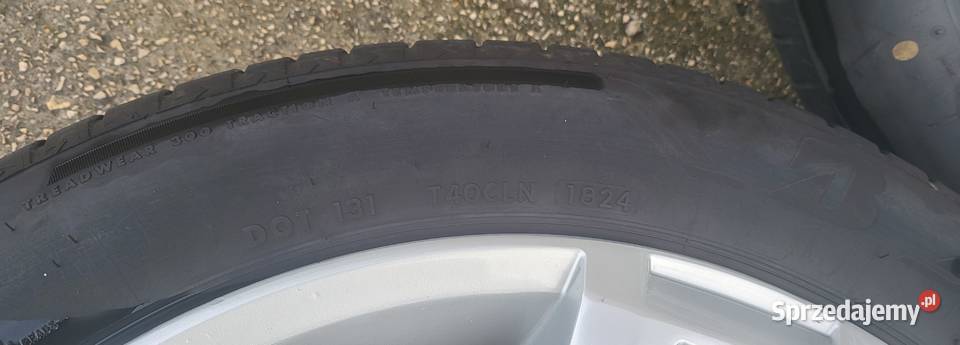 TREADWEAR 300 TRACTION A TEMPERATURE A
DOT 131 T40CLN 1824
Sprzedajemy.pl